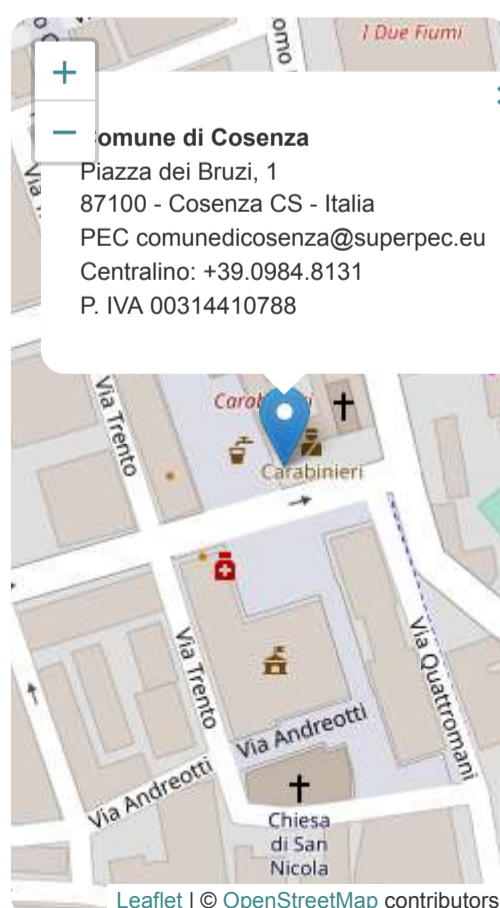 I Due Fiumi
+
−
Comune di Cosenza
Piazza dei Bruzi, 1
87100 - Cosenza CS - Italia
PEC comunedicosenza@superpec.eu
Centralino: +39.0984.8131
P. IVA 00314410788
Via Trento
Carabinieri
Via Trento
Via Quattromani
Via Andreotti
Via Andreotti
Chiesa
di San
Nicola
Leaflet | © OpenStreetMap contributors